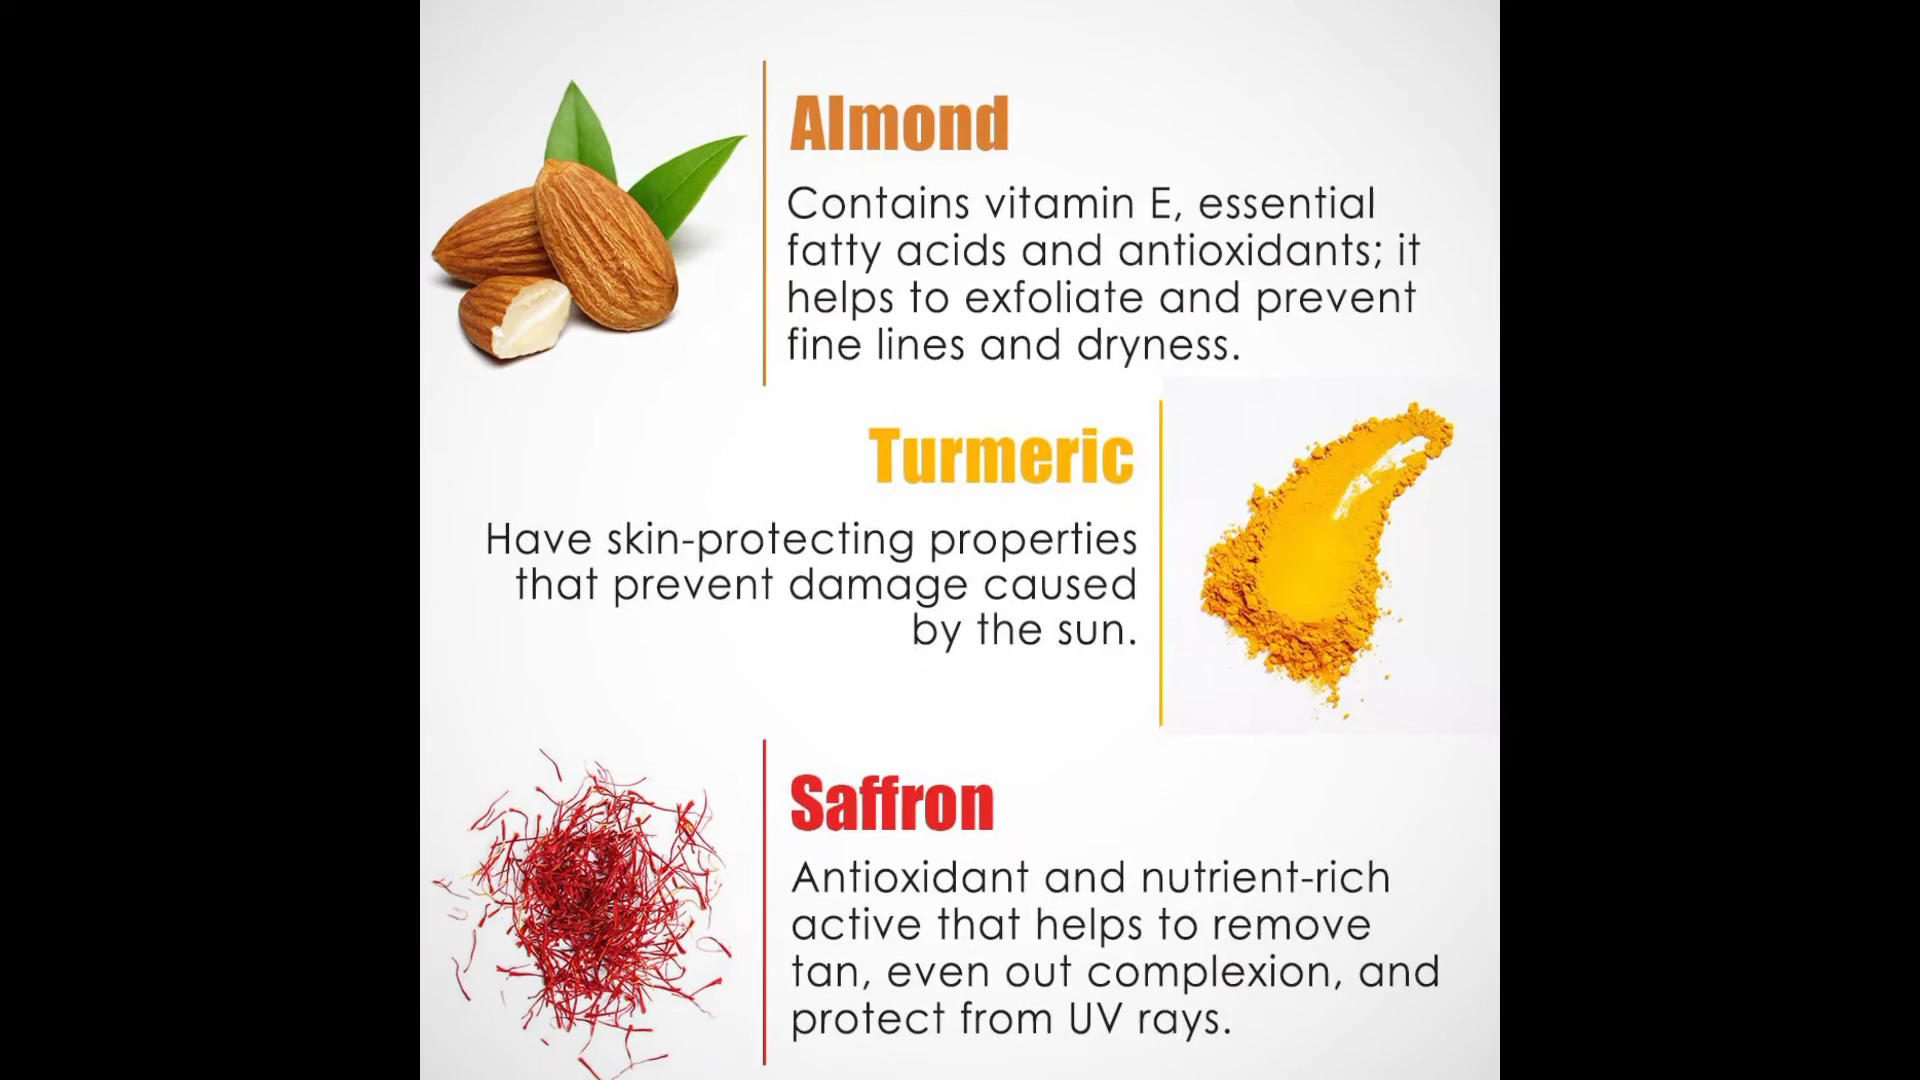 Almond
Contains vitamin E, essential
fatty acids and antioxidants; it
helps to exfoliate and prevent
fine lines and dryness.
Turmeric
Have skin-protecting properties
that prevent damage caused
by the sun.
Saffron
Antioxidant and nutrient-rich
active that helps to remove
tan, even out complexion, and
protect from UV rays.